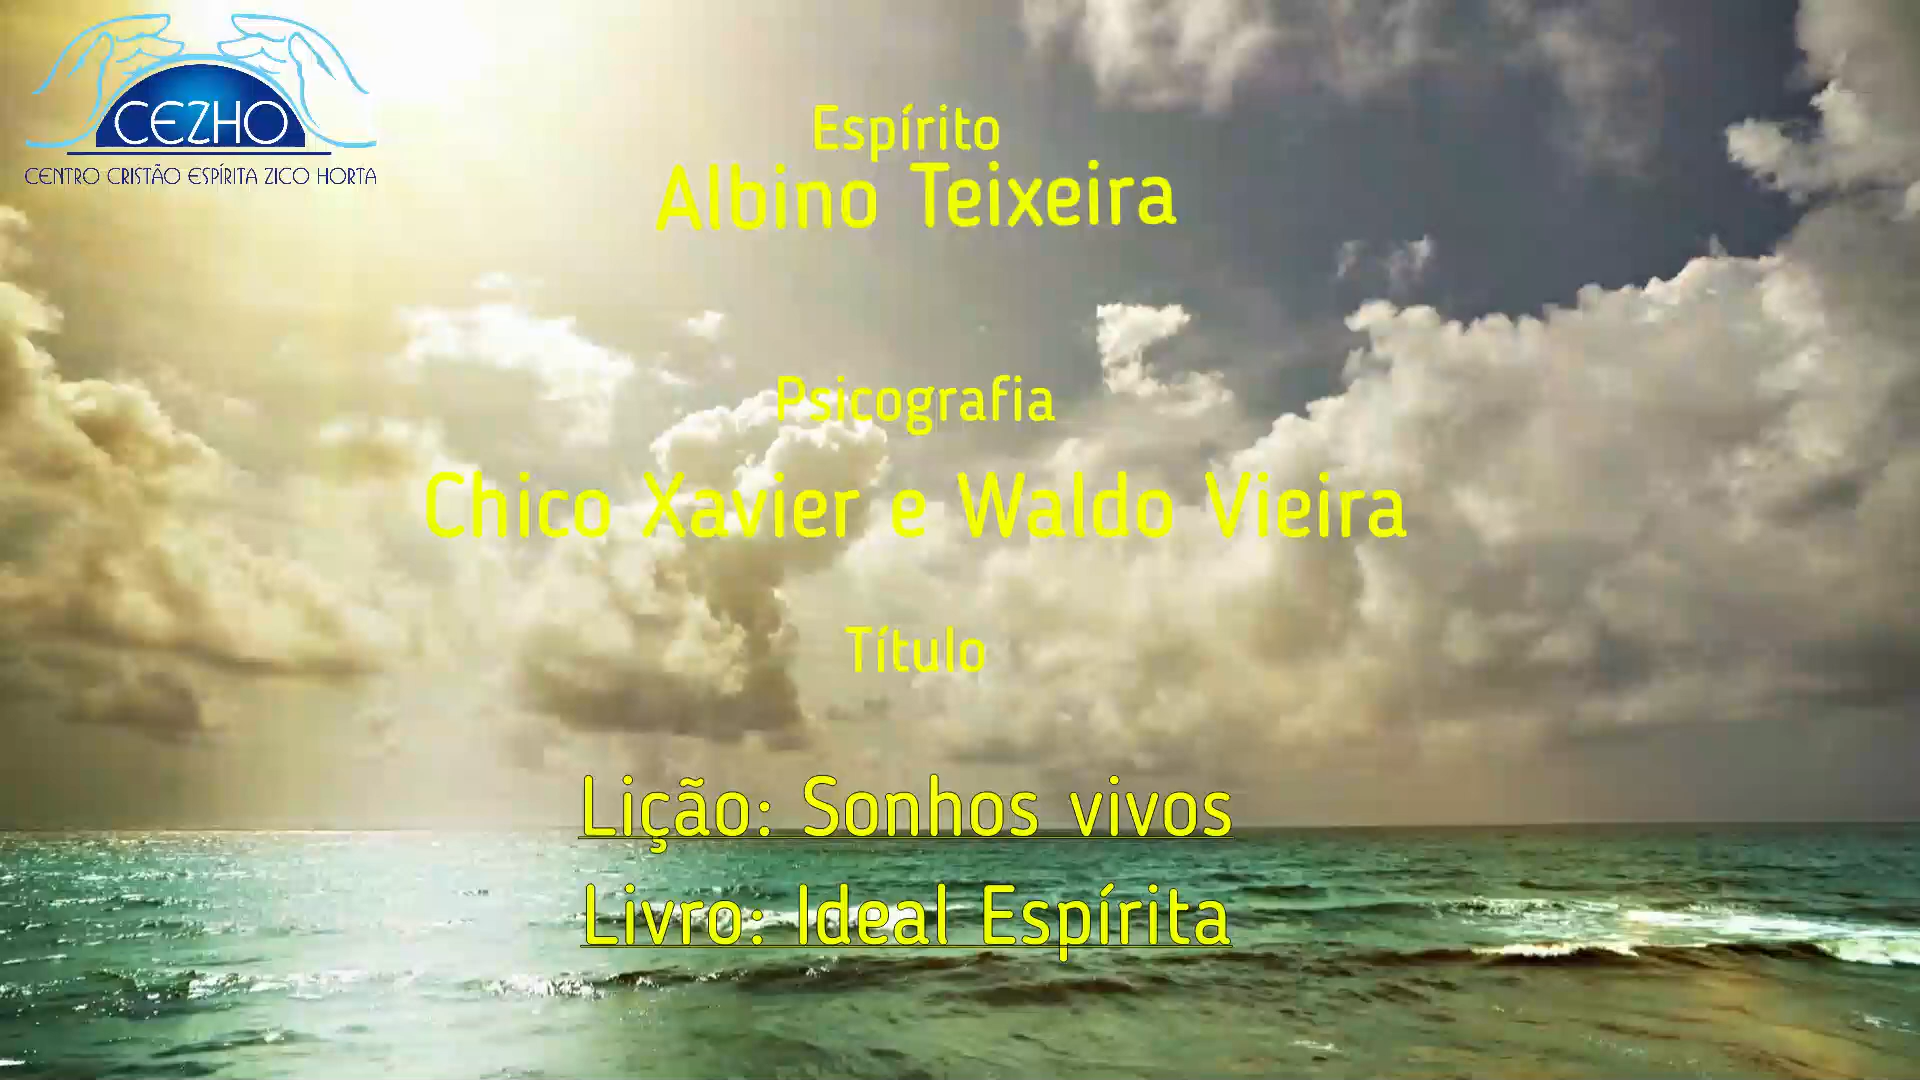 CEZHO
CENTRO CRISTÃO ESPÍRITA ZICO HORTA
Espírito
Albino Teixeira
Psicografia
Chico Xavier e Waldo Vieira
Título
Lição: Sonhos vivos
Livro: Ideal Espírita